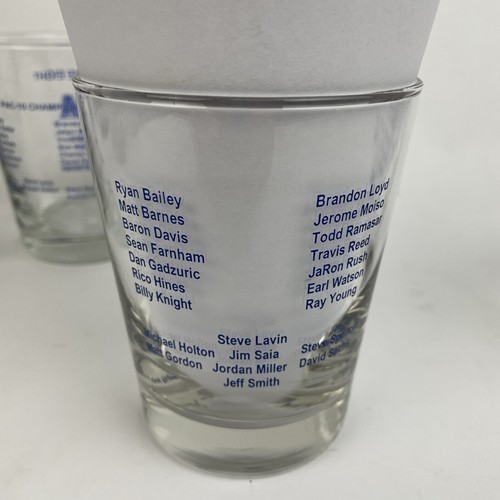 Ryan Bailey
Matt Barnes
Baron Davis
Sean Farnham
Dan Gadzuric
Rico Hines
Billy Knight
Brandon Loyd
Jerome Moiso
Todd Ramasar
Travis Reed
JaRon Rush
Earl Watson
Ray Young
Michael Holton
Gordon
Steve Lavin
Jim Saia
Jordan Miller
Jeff Smith
Steve
David